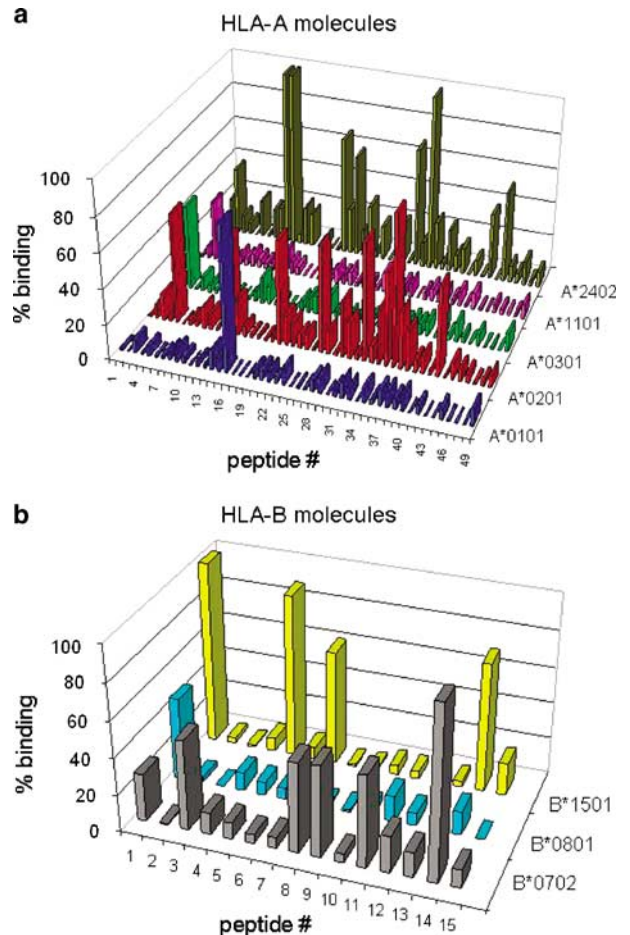 a
HLA-A molecules
100
80
60
40
20
0
% binding
1
4
7
10
13
16
19
22
25
28
31
34
37
40
43
46
49
peptide #
A*2402
A*1101
A*0301
A*0201
A*0101
b
HLA-B molecules
100
80
60
40
20
0
% binding
1
2
3
4
5
6
7
8
9
10
11
12
13
14
15
peptide #
B*1501
B*0801
B*0702